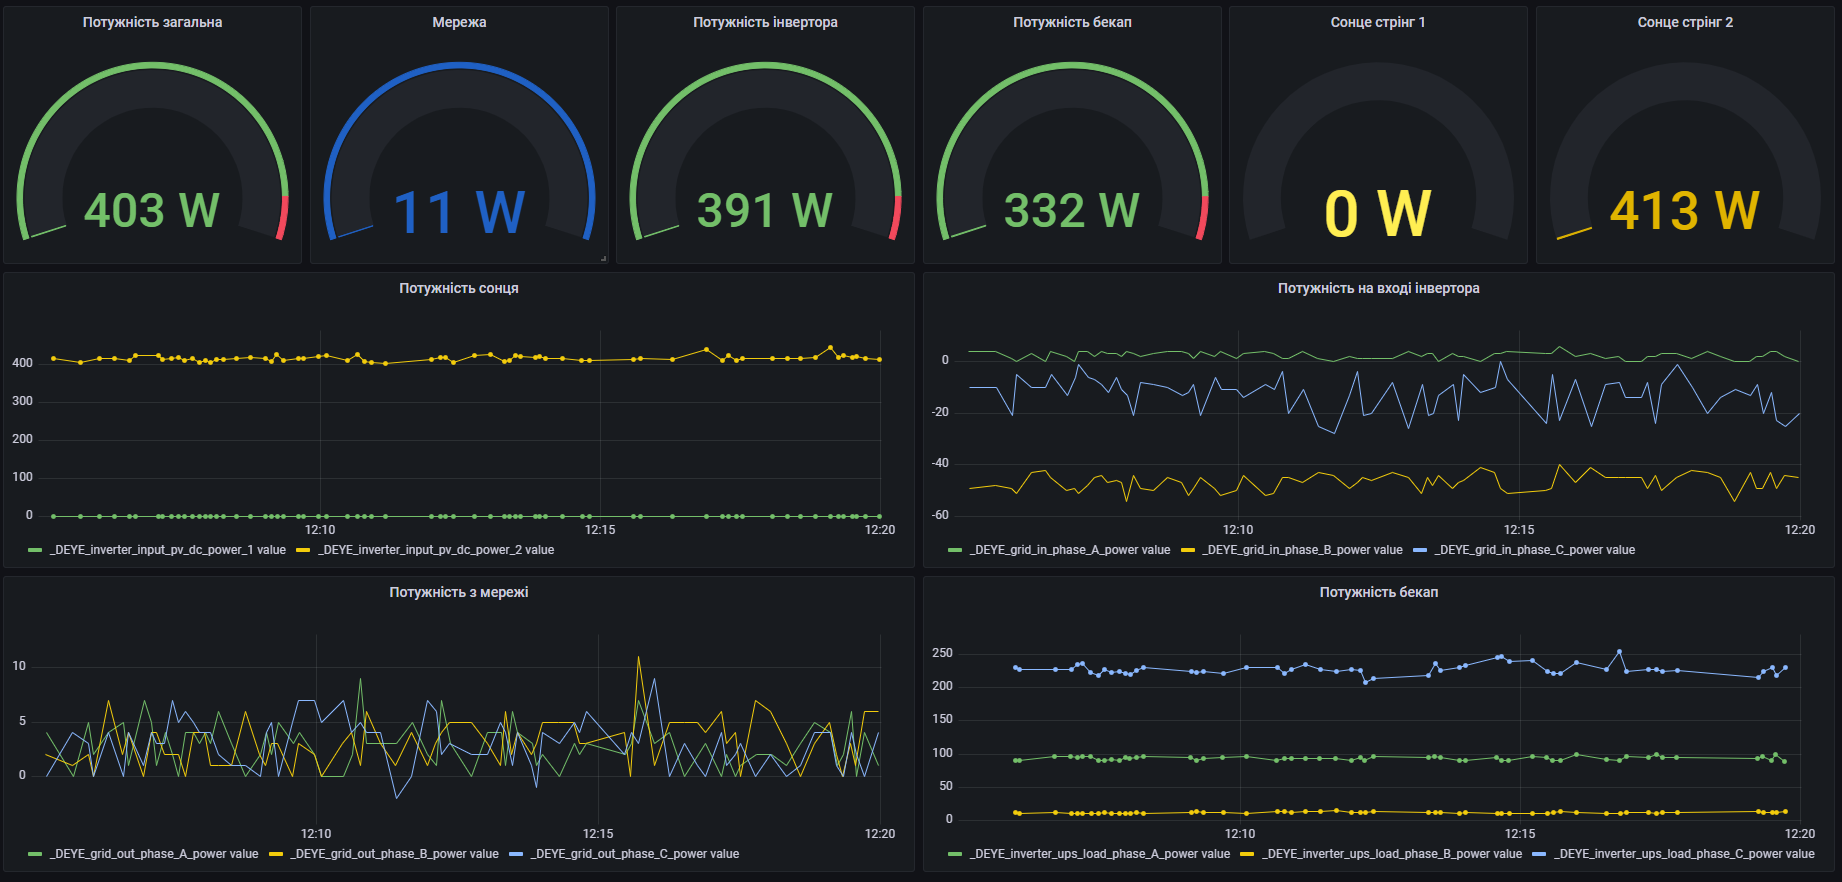 Потужність загальна
403 W
Мережа
11 W
Потужність інвертора
391 W
Потужність бекап
332 W
Сонце стрінг 1
0 W
Сонце стрінг 2
413 W
Потужність сонця
400
300
200
100
0
12:10 12:15 12:20
_DEYE_inverter_input_pv_dc_power_1 value _DEYE_inverter_input_pv_dc_power_2 value
Потужність на вході інвертора
0
-20
-40
-60
12:10 12:15 12:20
_DEYE_grid_in_phase_A_power value _DEYE_grid_in_phase_B_power value _DEYE_grid_in_phase_C_power value
Потужність з мережі
10
5
0
12:10 12:15 12:20
_DEYE_grid_out_phase_A_power value _DEYE_grid_out_phase_B_power value _DEYE_grid_out_phase_C_power value
Потужність бекап
250
200
150
100
50
0
12:10 12:15 12:20
_DEYE_inverter_ups_load_phase_A_power value _DEYE_inverter_ups_load_phase_B_power value _DEYE_inverter_ups_load_phase_C_power value